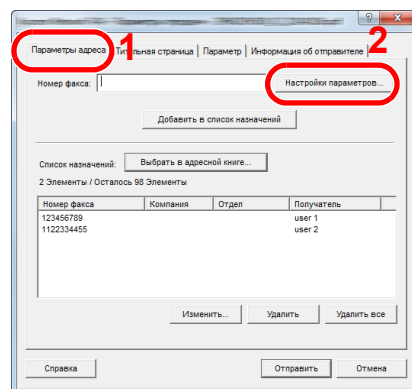 1 2
Параметры адреса Титульная страница Параметр Информация об отправителе
Номер факса: Настройки параметров...
Добавить в список назначений
Список назначений: Выбрать в адресной книге...
2 Элементы / Осталось 98 Элементы
Номер факса Компания Отдел Получатель
123456789 user 1
1122334455 user 2
Изменить... Удалить Удалить все
Справка Отправить Отмена